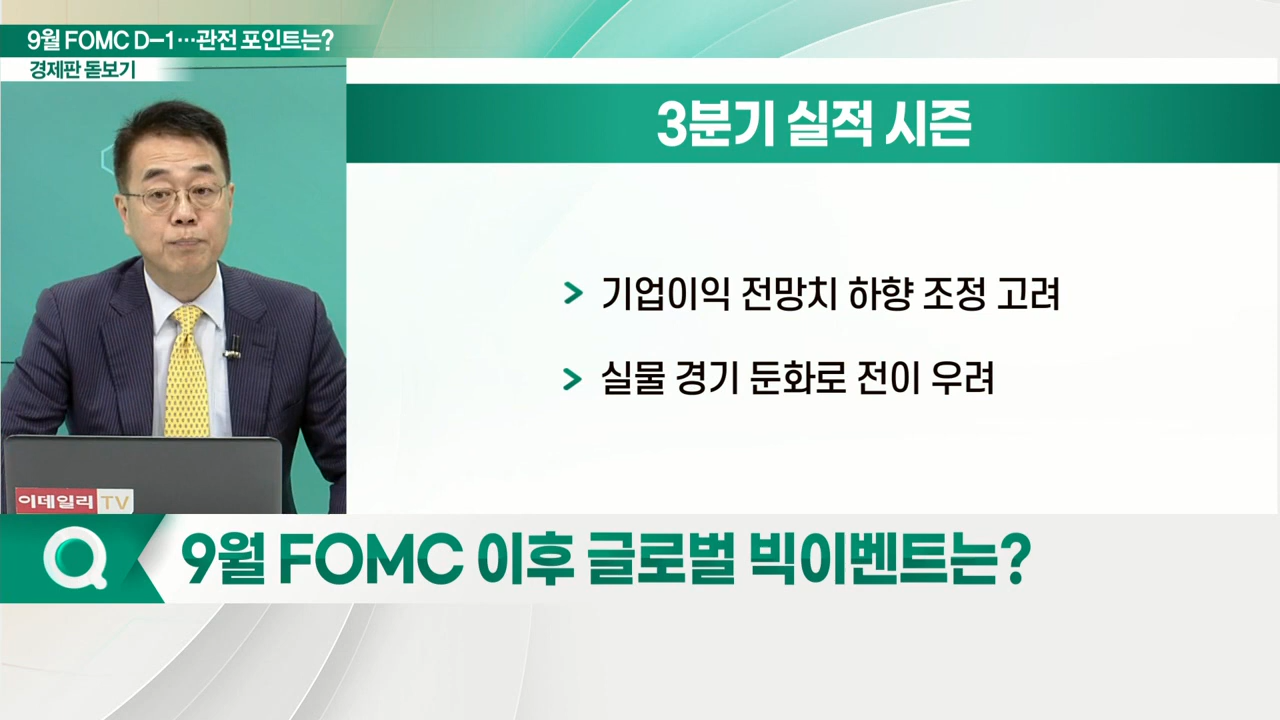 9월 FOMC D-1…관전 포인트는?
경제판 돋보기
3분기 실적 시즌
> 기업이익 전망치 하향 조정 고려
> 실물 경기 둔화로 전이 우려
이데일리 TV
9월 FOMC 이후 글로벌 빅이벤트는?